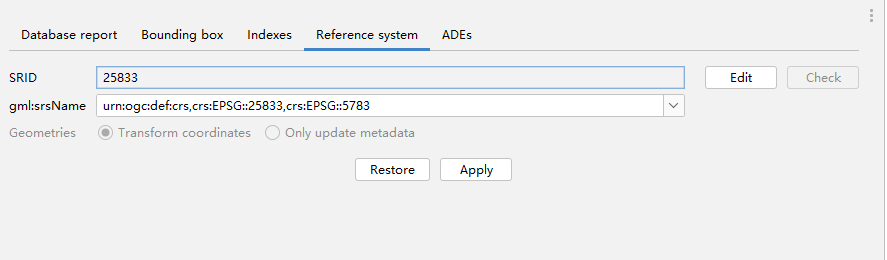 Database report Bounding box Indexes Reference system ADEs
SRID 25833 Edit Check
gml:srsName urn:ogc:def:crs,crs:EPSG::25833,crs:EPSG::5783
Geometries Transform coordinates Only update metadata
Restore Apply